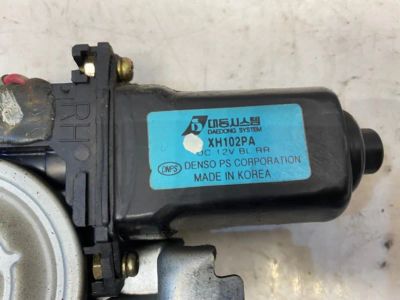 대동시스템
DAEDONG SYSTEM
XH102PA
DC 12V BL RR
DNPS DENSO PS CORPORATION
MADE IN KOREA
RH